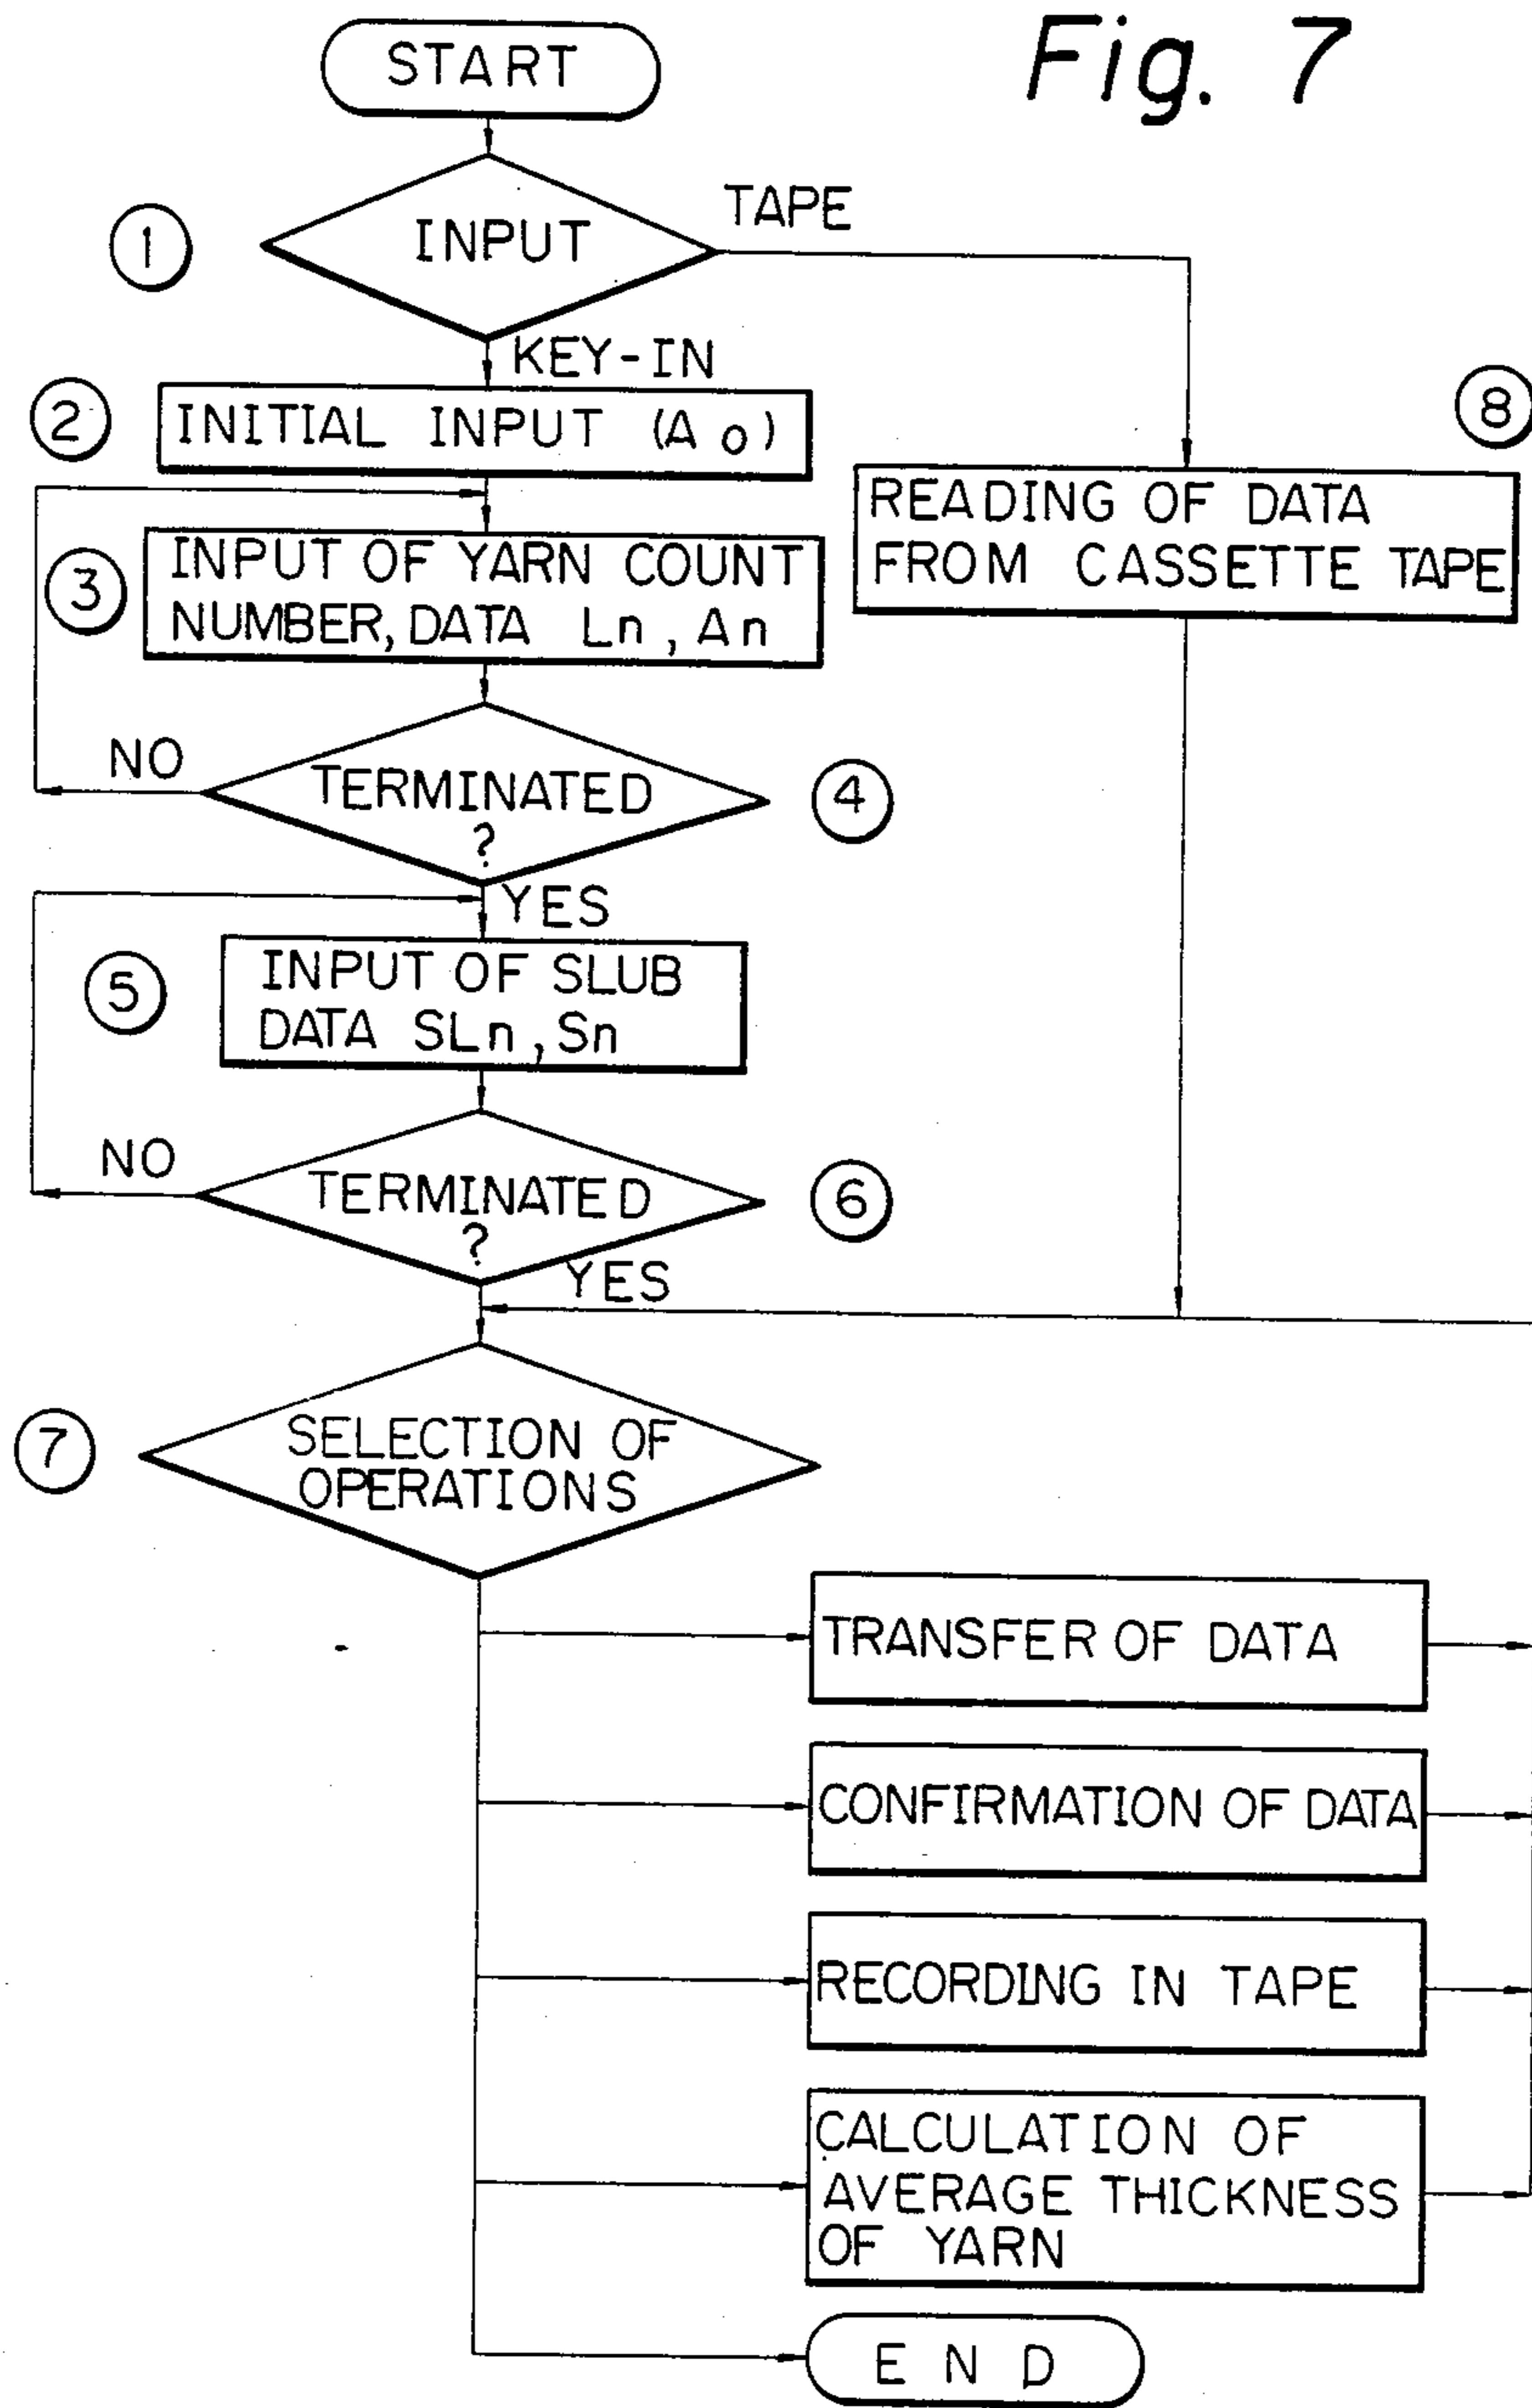 Fig. 7
START
1
INPUT
TAPE
KEY-IN
2
INITIAL INPUT (Ao)
8
READING OF DATA
FROM CASSETTE TAPE
3
INPUT OF YARN COUNT
NUMBER, DATA Ln, An
NO
TERMINATED
?
4
YES
5
INPUT OF SLUB
DATA SLn, Sn
NO
TERMINATED
?
6
YES
7
SELECTION OF
OPERATIONS
TRANSFER OF DATA
CONFIRMATION OF DATA
RECORDING IN TAPE
CALCULATION OF
AVERAGE THICKNESS
OF YARN
END